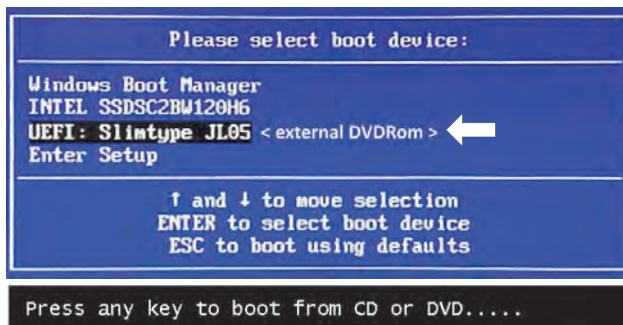 Please select boot device:
Windows Boot Manager
INTEL SSDSC2BW120H6
UEFI: Slimtype JL05 < external DVDRom >
Enter Setup
↑ and ↓ to move selection
ENTER to select boot device
ESC to boot using defaults
Press any key to boot from CD or DVD.....